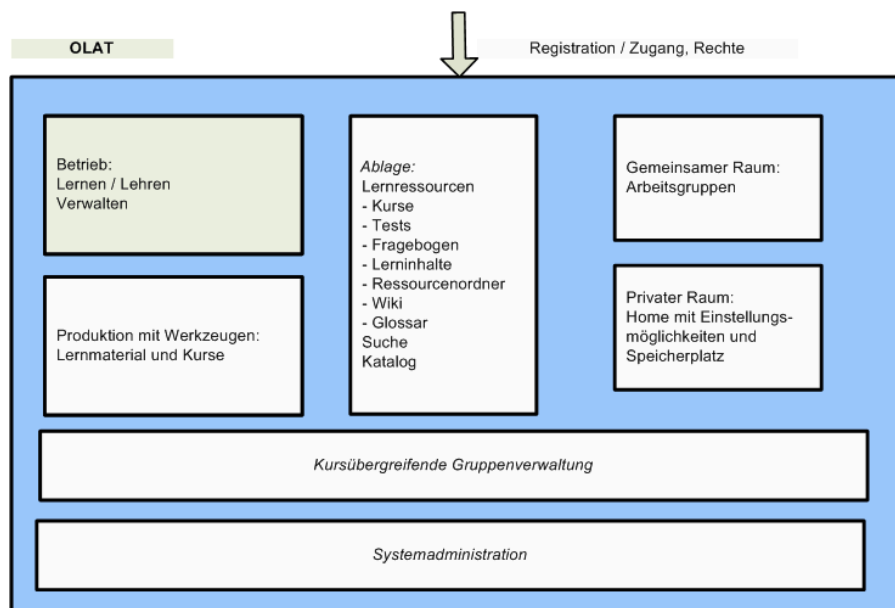 OLAT
Registration / Zugang, Rechte
Betrieb:
Lernen / Lehren
Verwalten
Produktion mit Werkzeugen:
Lernmaterial und Kurse
Ablage:
Lernressourcen
- Kurse
- Tests
- Fragebogen
- Lerninhalte
- Ressourcenordner
- Wiki
- Glossar
Suche
Katalog
Gemeinsamer Raum:
Arbeitsgruppen
Privater Raum:
Home mit Einstellungs-
möglichkeiten und
Speicherplatz
Kursübergreifende Gruppenverwaltung
Systemadministration